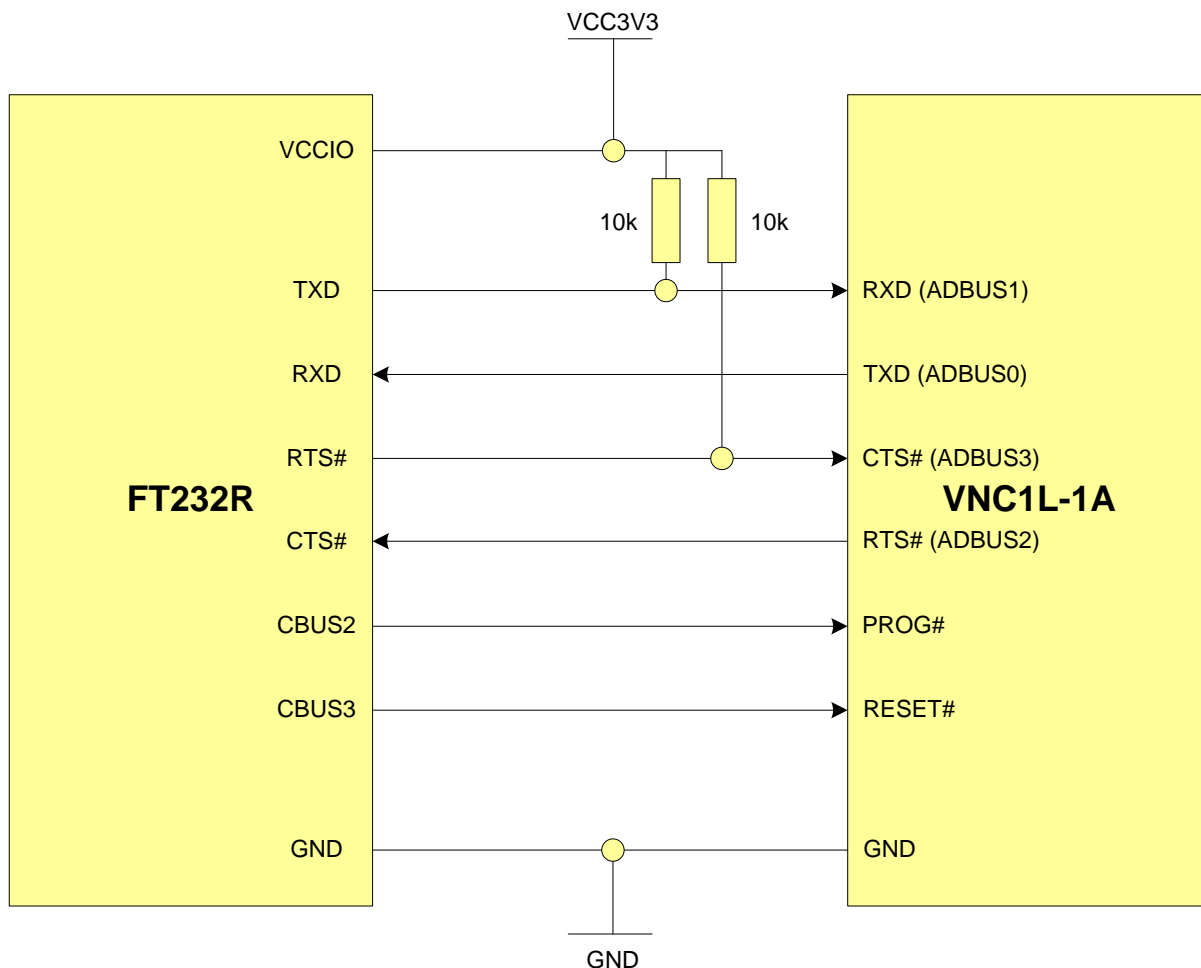 VCC3V3
VCCIO
10k
10k
TXD
RXD (ADBUS1)
RXD
TXD (ADBUS0)
RTS#
CTS# (ADBUS3)
FT232R
VNC1L-1A
CTS#
RTS# (ADBUS2)
CBUS2
PROG#
CBUS3
RESET#
GND
GND
GND